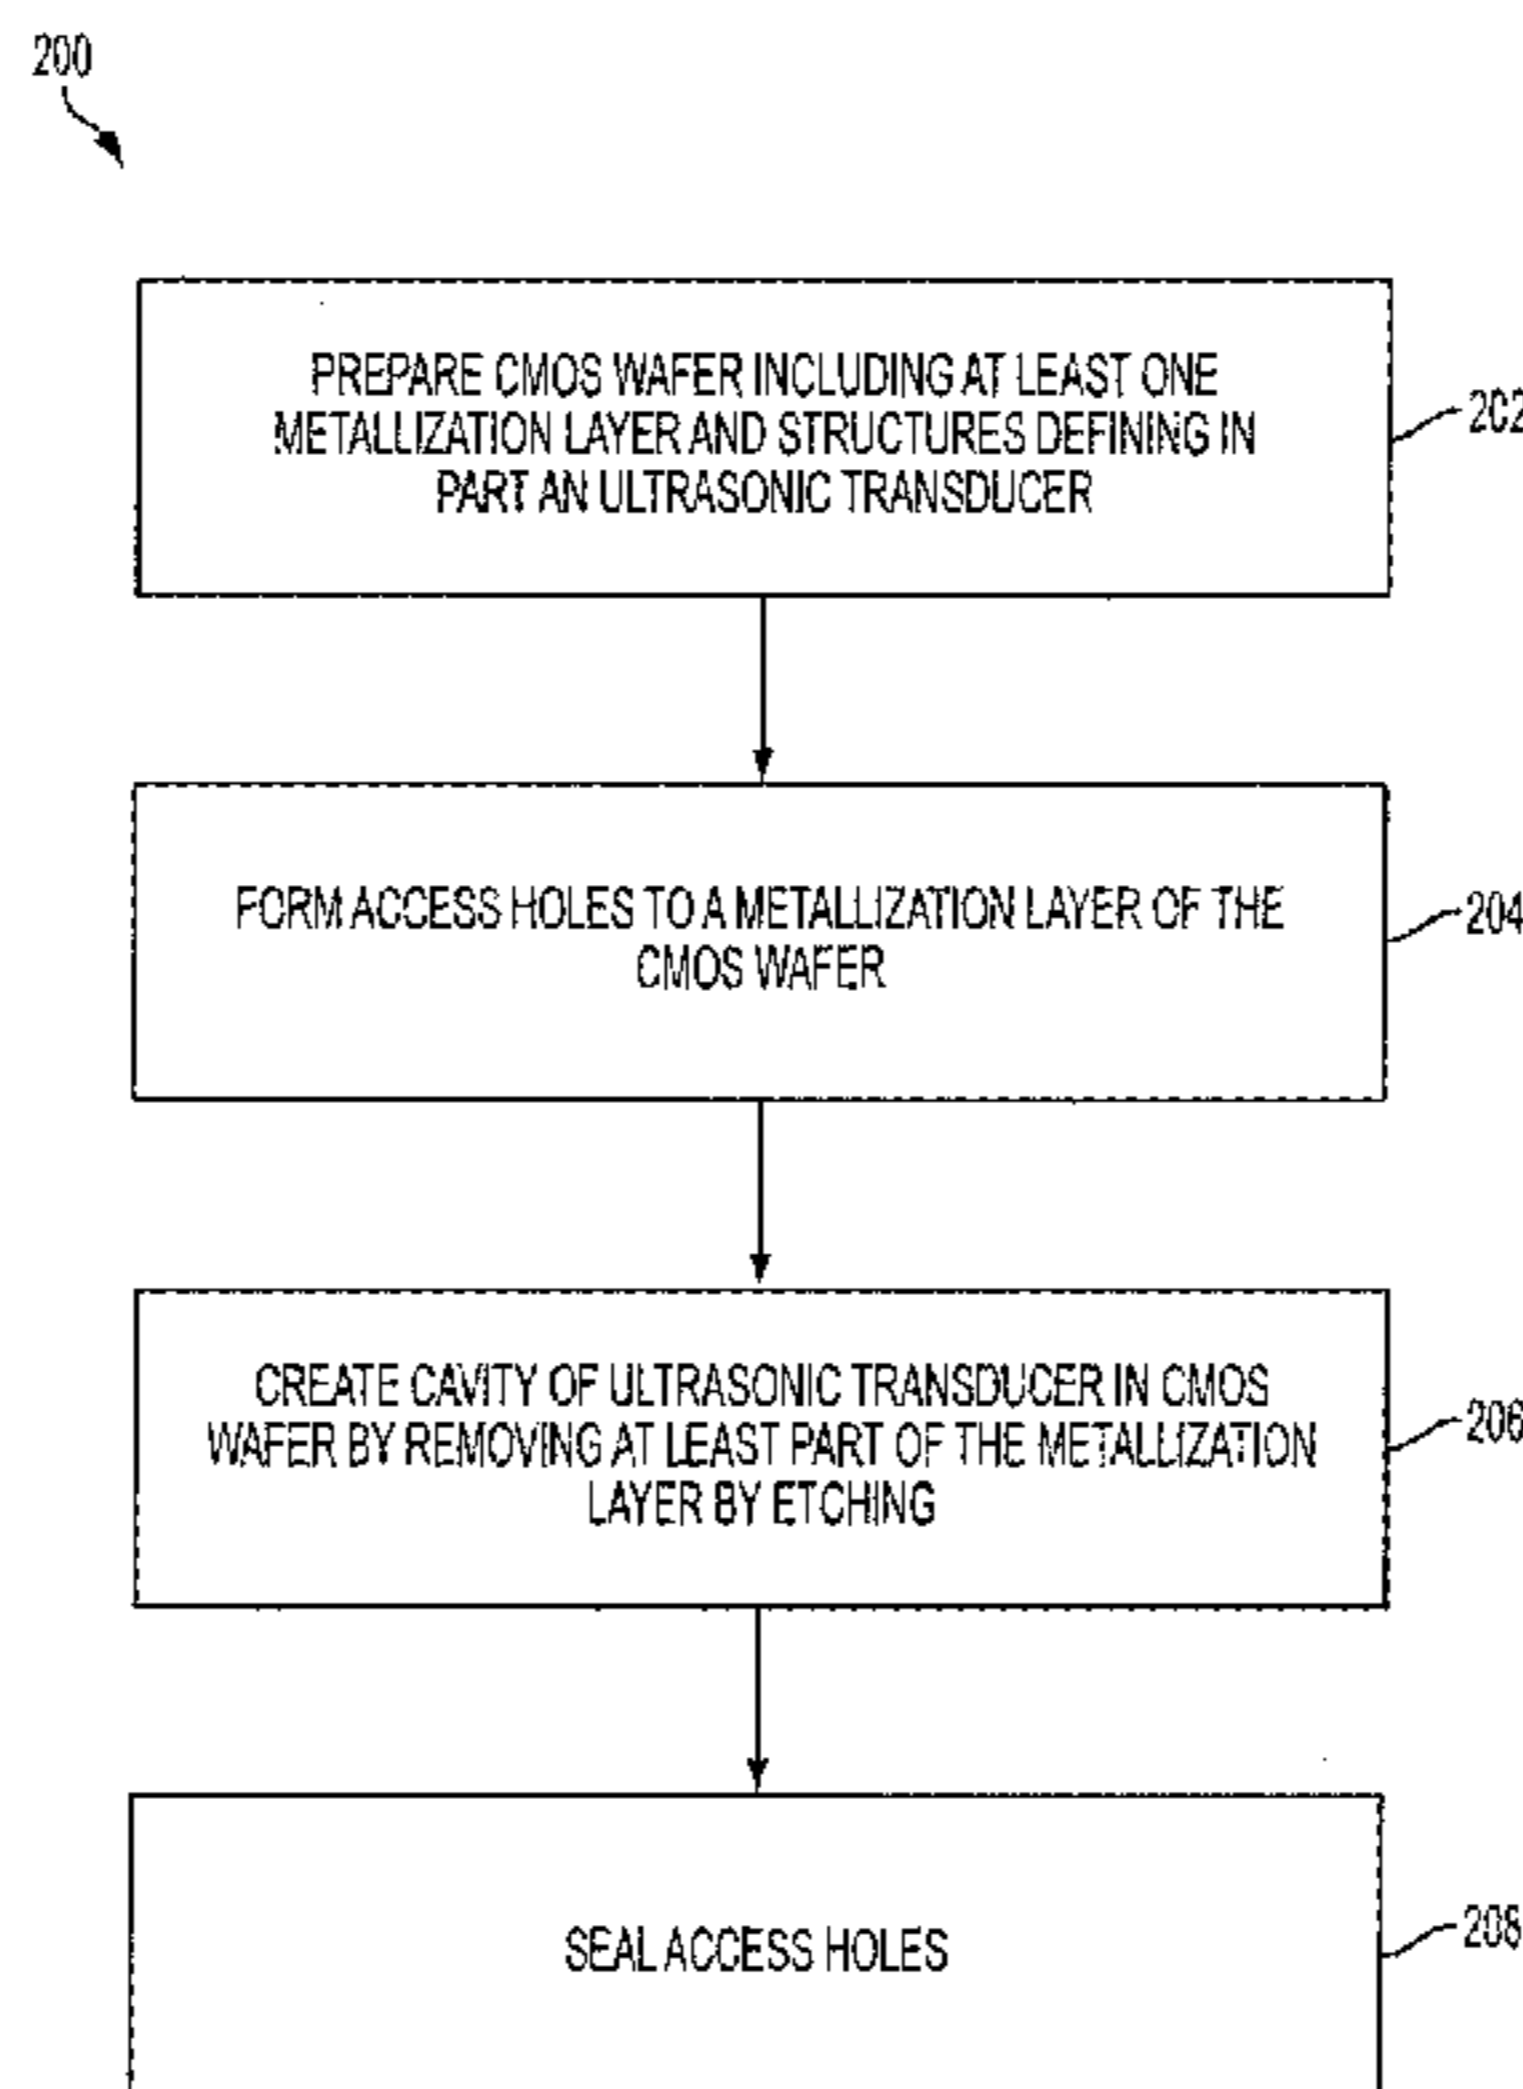 200
PREPARE CMOS WAFER INCLUDING AT LEAST ONE
METALLIZATION LAYER AND STRUCTURES DEFINING IN
PART AN ULTRASONIC TRANSDUCER
202
FORM ACCESS HOLES TO A METALLIZATION LAYER OF THE
CMOS WAFER
204
CREATE CAVITY OF ULTRASONIC TRANSDUCER IN CMOS
WAFER BY REMOVING AT LEAST PART OF THE METALLIZATION
LAYER BY ETCHING
206
SEAL ACCESS HOLES
208